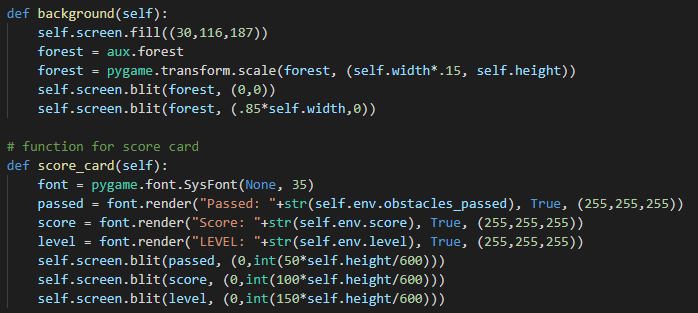 def background(self):
    self.screen.fill((30,116,187))
    forest = aux.forest
    forest = pygame.transform.scale(forest, (self.width*.15, self.height))
    self.screen.blit(forest, (0,0))
    self.screen.blit(forest, (.85*self.width,0))

# function for score card
def score_card(self):
    font = pygame.font.SysFont(None, 35)
    passed = font.render("Passed: "+str(self.env.obstacles_passed), True, (255,255,255))
    score = font.render("Score: "+str(self.env.score), True, (255,255,255))
    level = font.render("LEVEL: "+str(self.env.level), True, (255,255,255))
    self.screen.blit(passed, (0,int(50*self.height/600)))
    self.screen.blit(score, (0,int(100*self.height/600)))
    self.screen.blit(level, (0,int(150*self.height/600)))